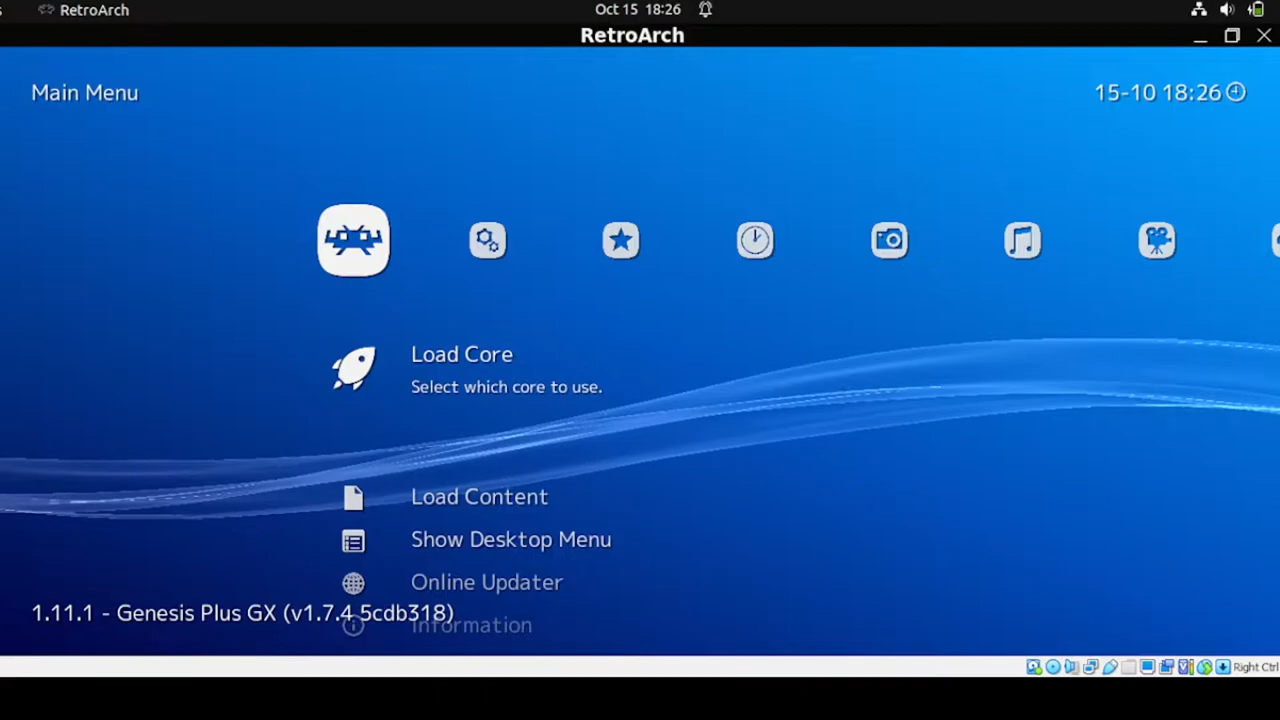 RetroArch
Oct 15 18:26
RetroArch
Main Menu
15-10 18:26
Load Core
Select which core to use.
Load Content
Show Desktop Menu
Online Updater
1.11.1 - Genesis Plus GX (v1.7.4 5cdb318)
Information
Right Ctrl